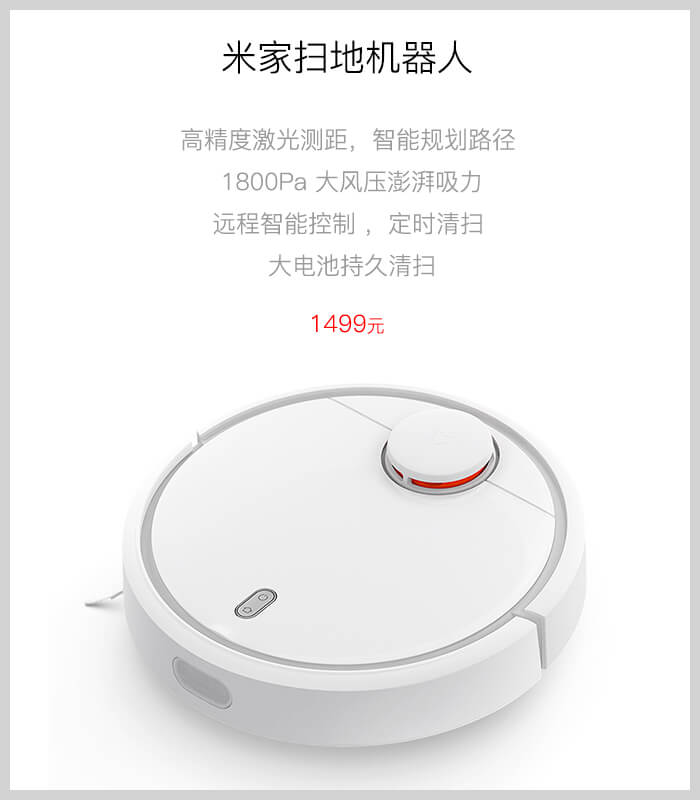 米家扫地机器人
高精度激光测距，智能规划路径
1800Pa 大风压澎湃吸力
远程智能控制 ，定时清扫
大电池持久清扫
1499元